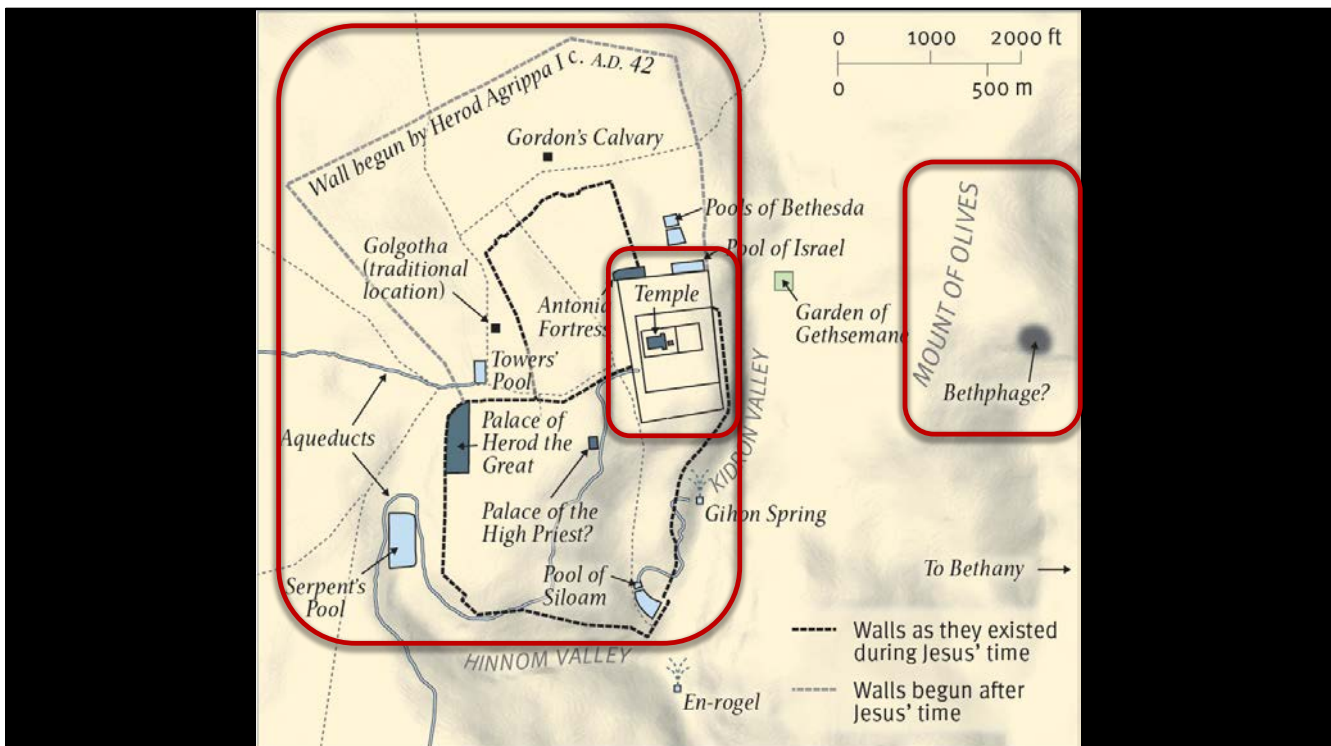 0 1000 2000 ft
0 500 m
Wall begun by Herod Agrippa I c. A.D. 42
Gordon's Calvary
Pools of Bethesda
Pool of Israel
Golgotha
(traditional
location)
Antonia
Fortress
Temple
Garden of
Gethsemane
MOUNT OF OLIVES
Bethphage?
Towers'
Pool
Aqueducts
Palace of
Herod the
Great
KIDRON VALLEY
Palace of the
High Priest?
Gihon Spring
Serpent's
Pool
Pool of
Siloam
To Bethany
HINNOM VALLEY
En-rogel
Walls as they existed
during Jesus' time
Walls begun after
Jesus' time